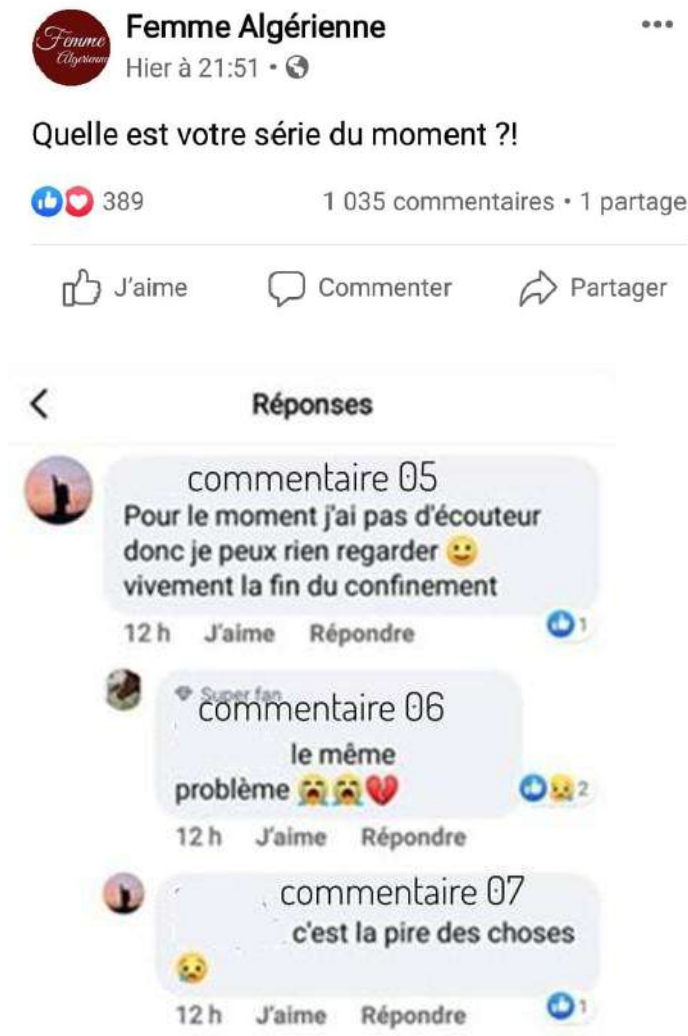 Femme
Algérienne
Femme Algérienne
Hier à 21:51 •
Quelle est votre série du moment ?!
389
1 035 commentaires • 1 partage
J'aime
Commenter
Partager
Réponses
commentaire 05
Pour le moment j'ai pas d'écouteur
donc je peux rien regarder 🙂
vivement la fin du confinement
12 h J'aime Répondre
1
Super fan
commentaire 06
le même
problème 😭😭💔
2
12 h J'aime Répondre
commentaire 07
c'est la pire des choses
😢
12 h J'aime Répondre
1